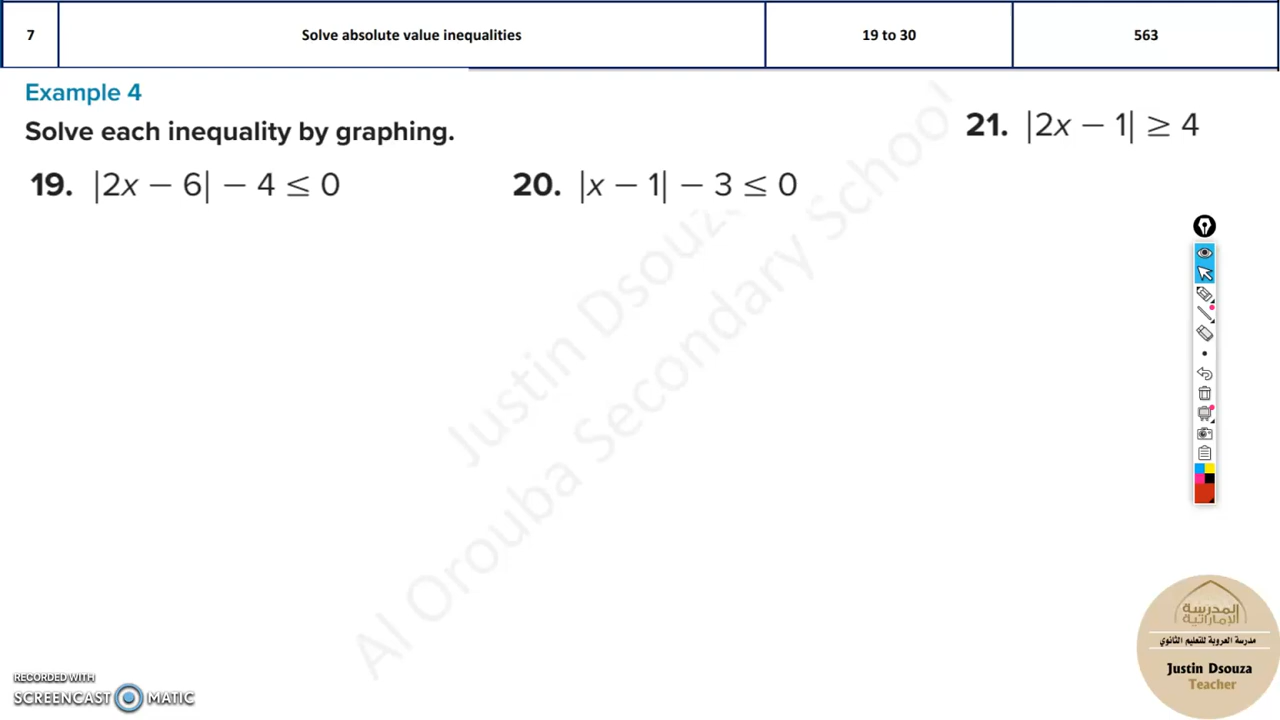 7 Solve absolute value inequalities 19 to 30 563
Example 4
Solve each inequality by graphing.
19. |2x − 6| − 4 ≤ 0
20. |x − 1| − 3 ≤ 0
21. |2x − 1| ≥ 4
Justin Dsouza
Al Orouba Secondary School
RECORDED WITH
SCREENCAST MATIC
المدرسة
الإماراتية
مدرسة العروبة للتعليم الثانوي
Justin Dsouza
Teacher